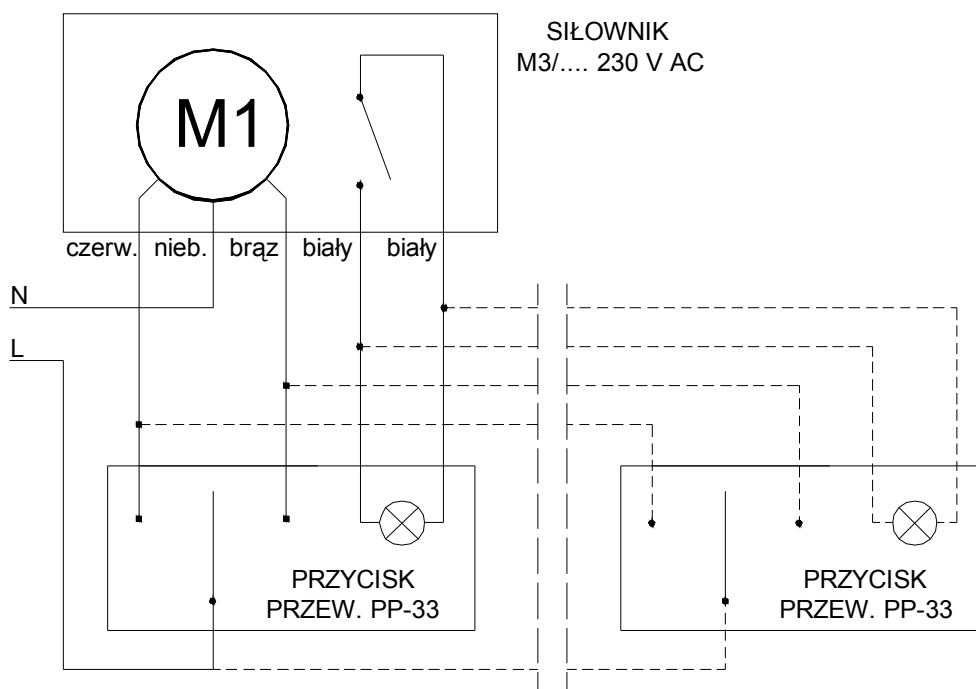 SIŁOWNIK
M3/.... 230 V AC
M1
czerw. nieb. brąz biały biały
N
L
PRZYCISK
PRZEW. PP-33
PRZYCISK
PRZEW. PP-33